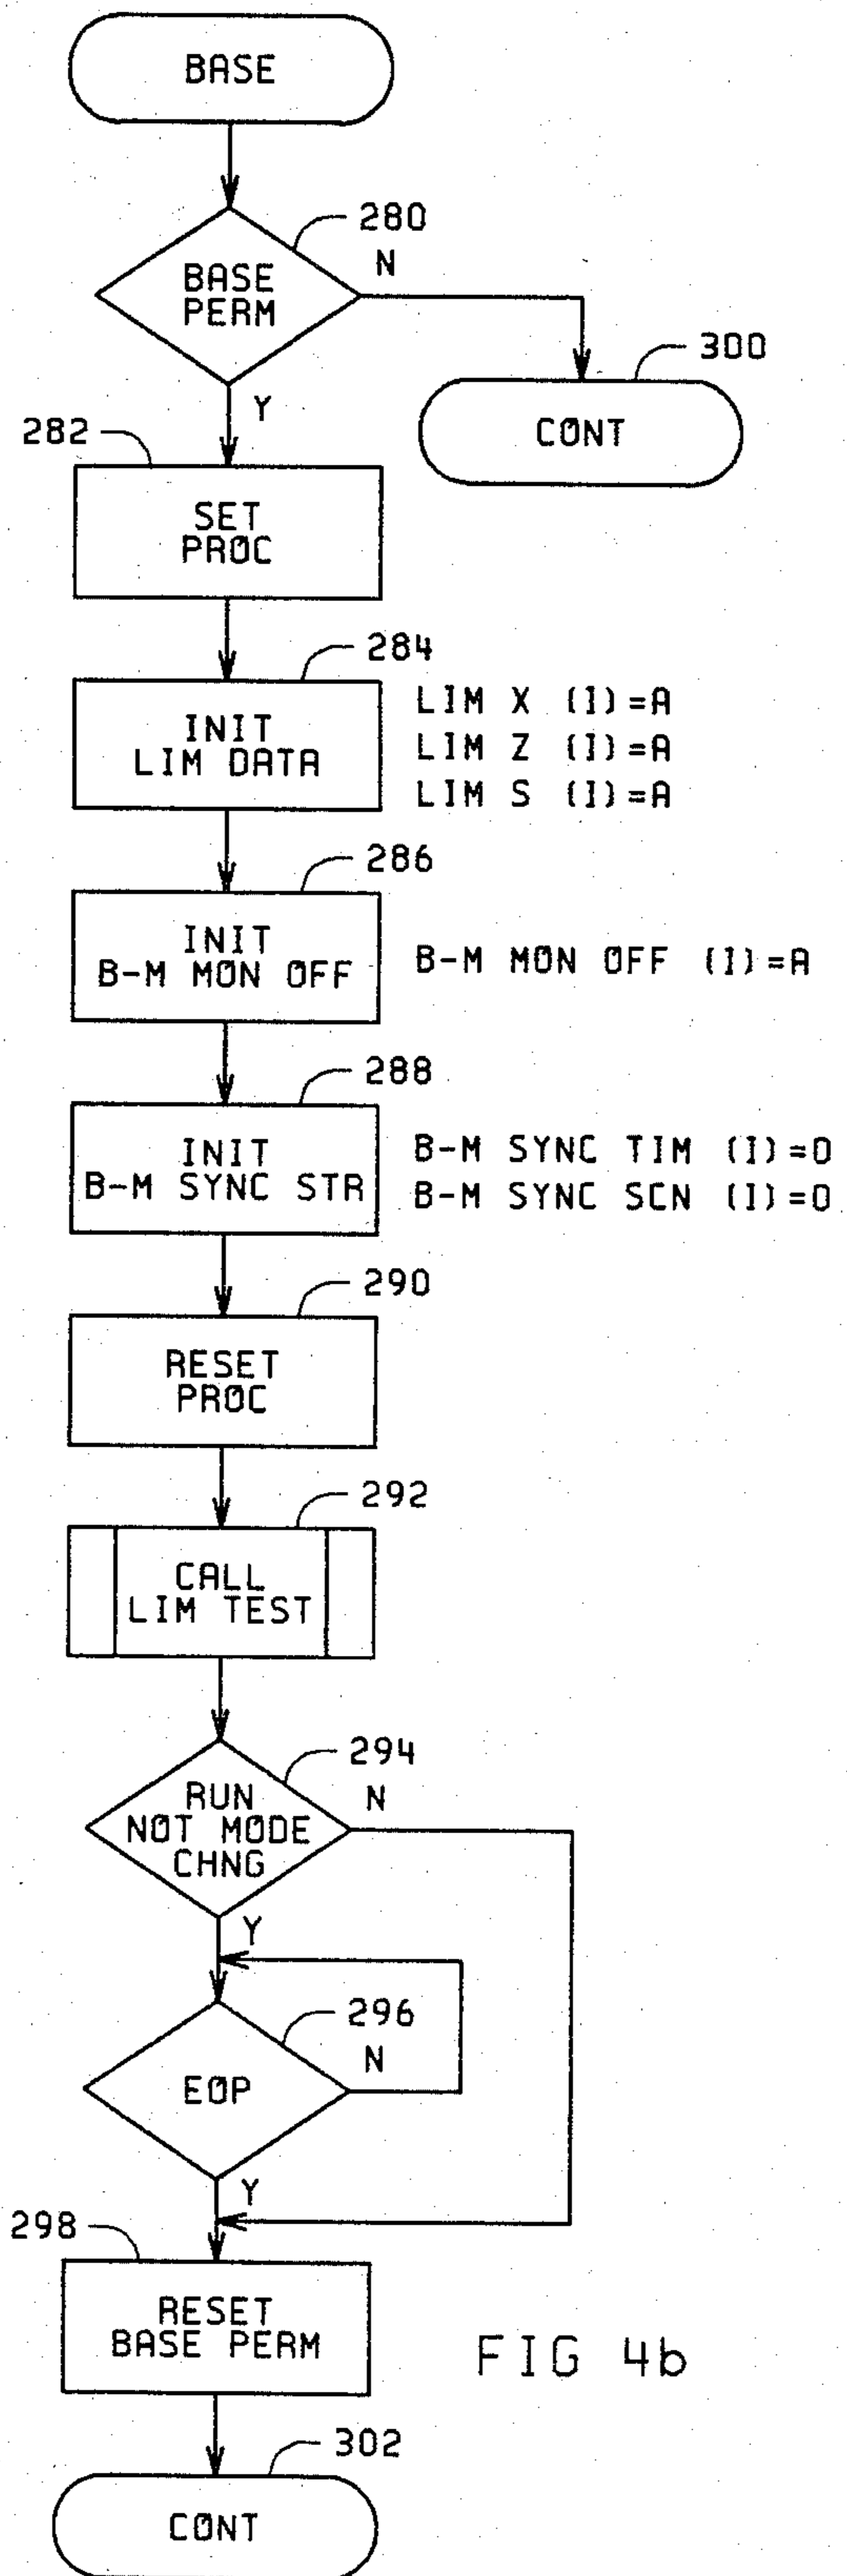 BASE
280
BASE
PERM
N
300
CONT
Y
282
SET
PROC
284
INIT
LIM DATA
LIM X (I)=A
LIM Z (I)=A
LIM S (I)=A
286
INIT
B-M MON OFF
B-M MON OFF (I)=A
288
INIT
B-M SYNC STR
B-M SYNC TIM (I)=0
B-M SYNC SCN (I)=0
290
RESET
PROC
292
CALL
LIM TEST
294
RUN
NOT MODE
CHNG
N
Y
296
EOP
N
Y
298
RESET
BASE PERM
FIG 4b
302
CONT